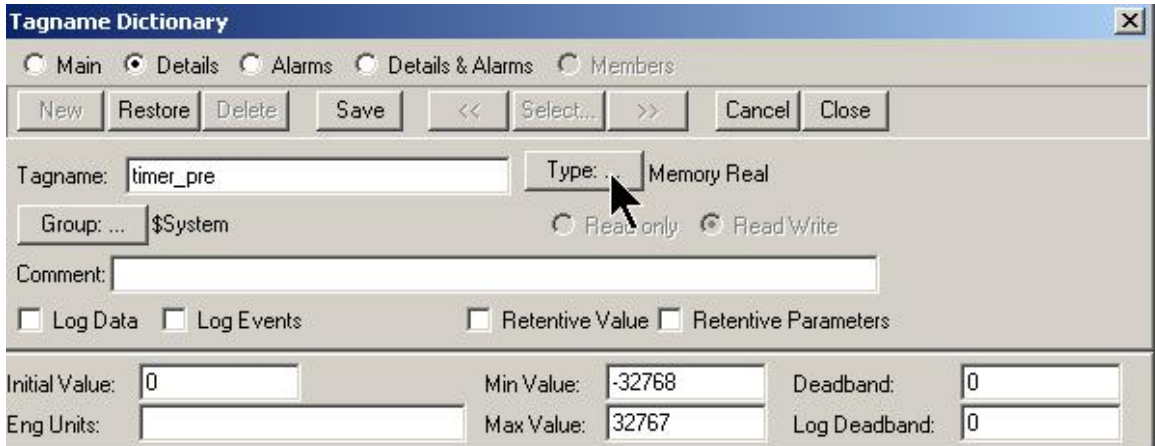 Tagname Dictionary
Main Details Alarms Details & Alarms Members
New Restore Delete Save << Select... >> Cancel Close
Tagname: timer_pre Type: ... Memory Real
Group: ... $System Read only Read Write
Comment:
Log Data Log Events Retentive Value Retentive Parameters
Initial Value: 0 Min Value: -32768 Deadband: 0
Eng Units: Max Value: 32767 Log Deadband: 0